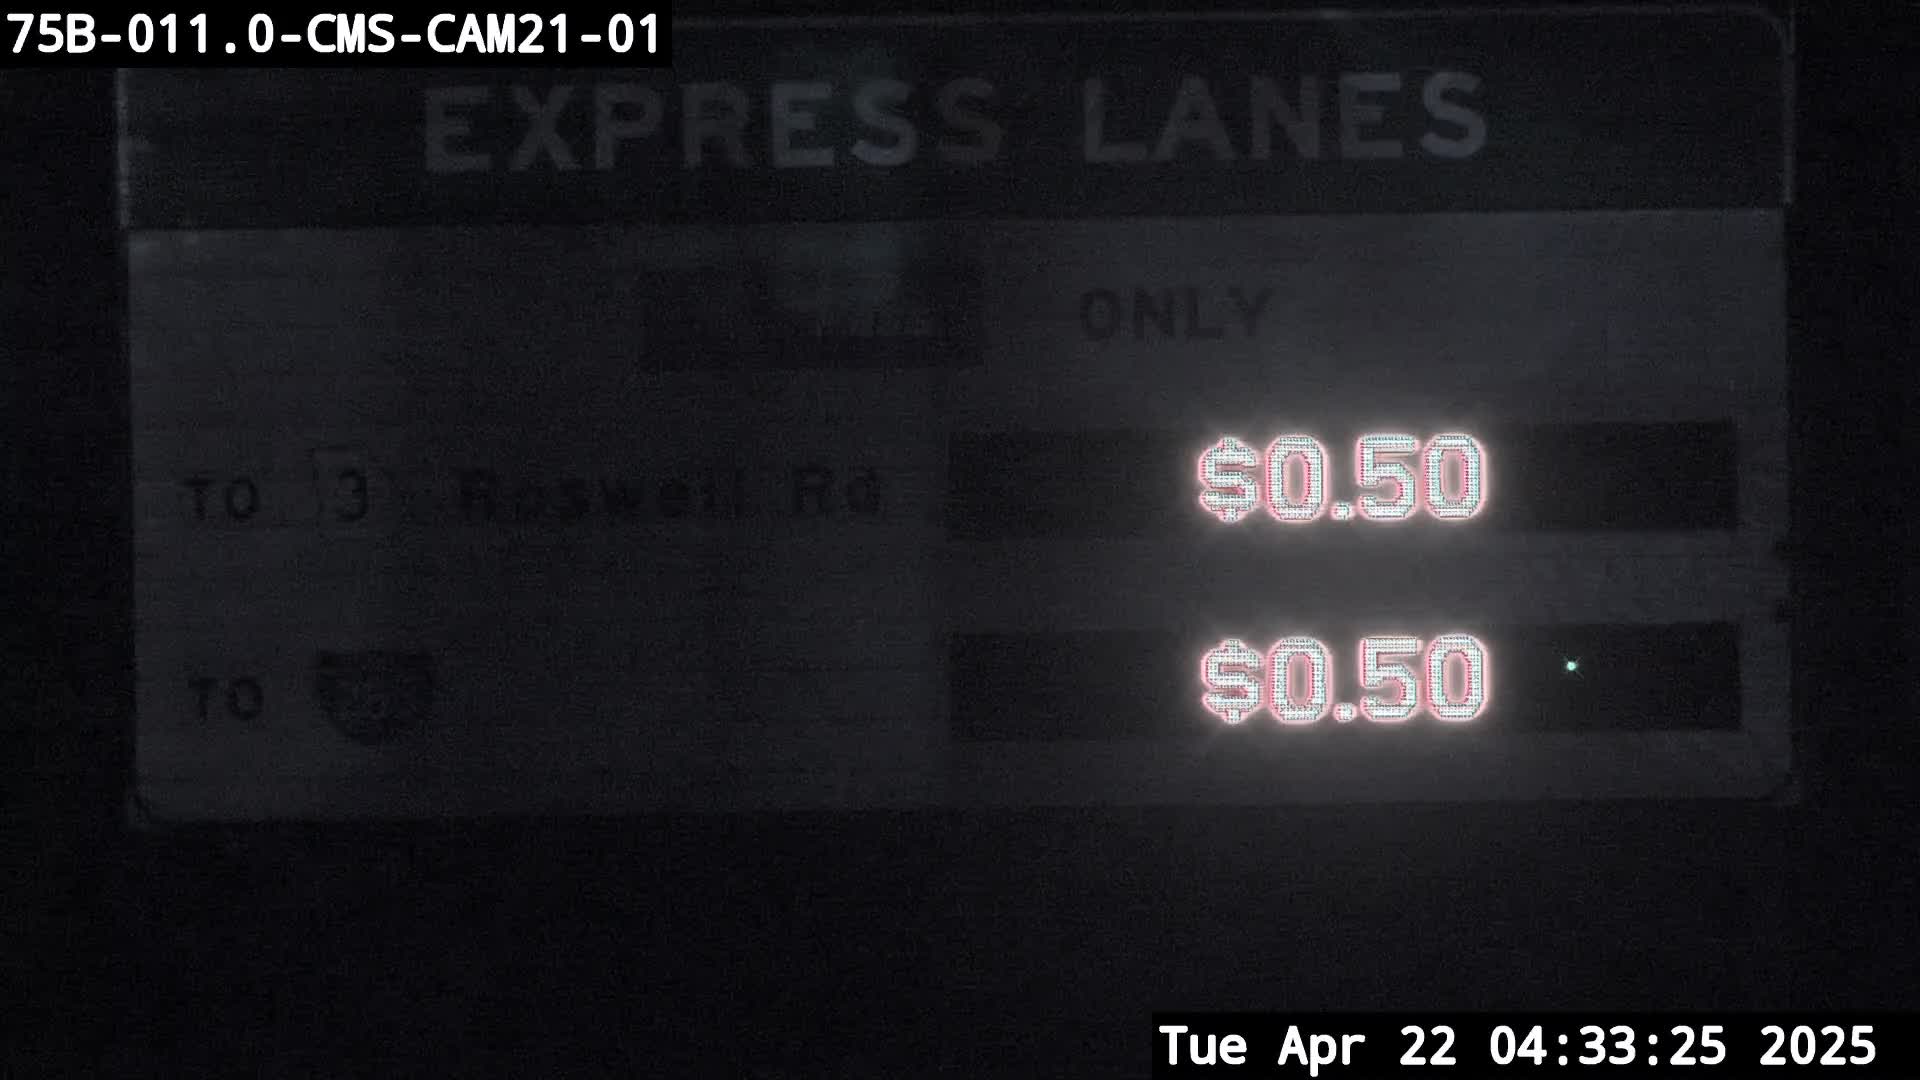 75B-011.0-CMS-CAM21-01
EXPRESS LANES
ONLY
TO 3 Roswell Rd $0.50
TO $0.50
Tue Apr 22 04:33:25 2025